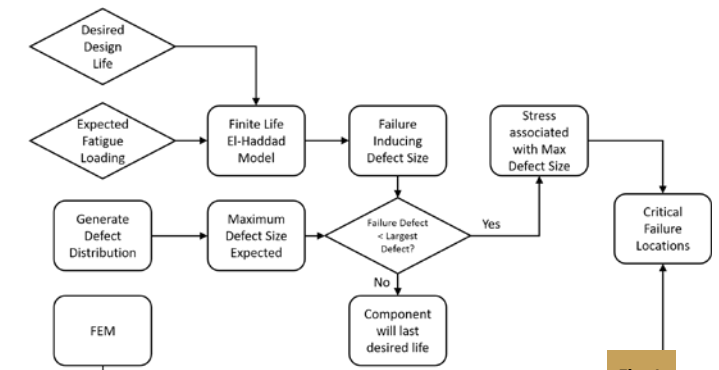 Desired
Design
Life
Expected
Fatigue
Loading
Finite Life
El-Haddad
Model
Failure
Inducing
Defect Size
Stress
associated
with Max
Defect Size
Generate
Defect
Distribution
Maximum
Defect Size
Expected
Failure Defect
< Largest
Defect?
Yes
Critical
Failure
Locations
No
Component
will last
desired life
FEM